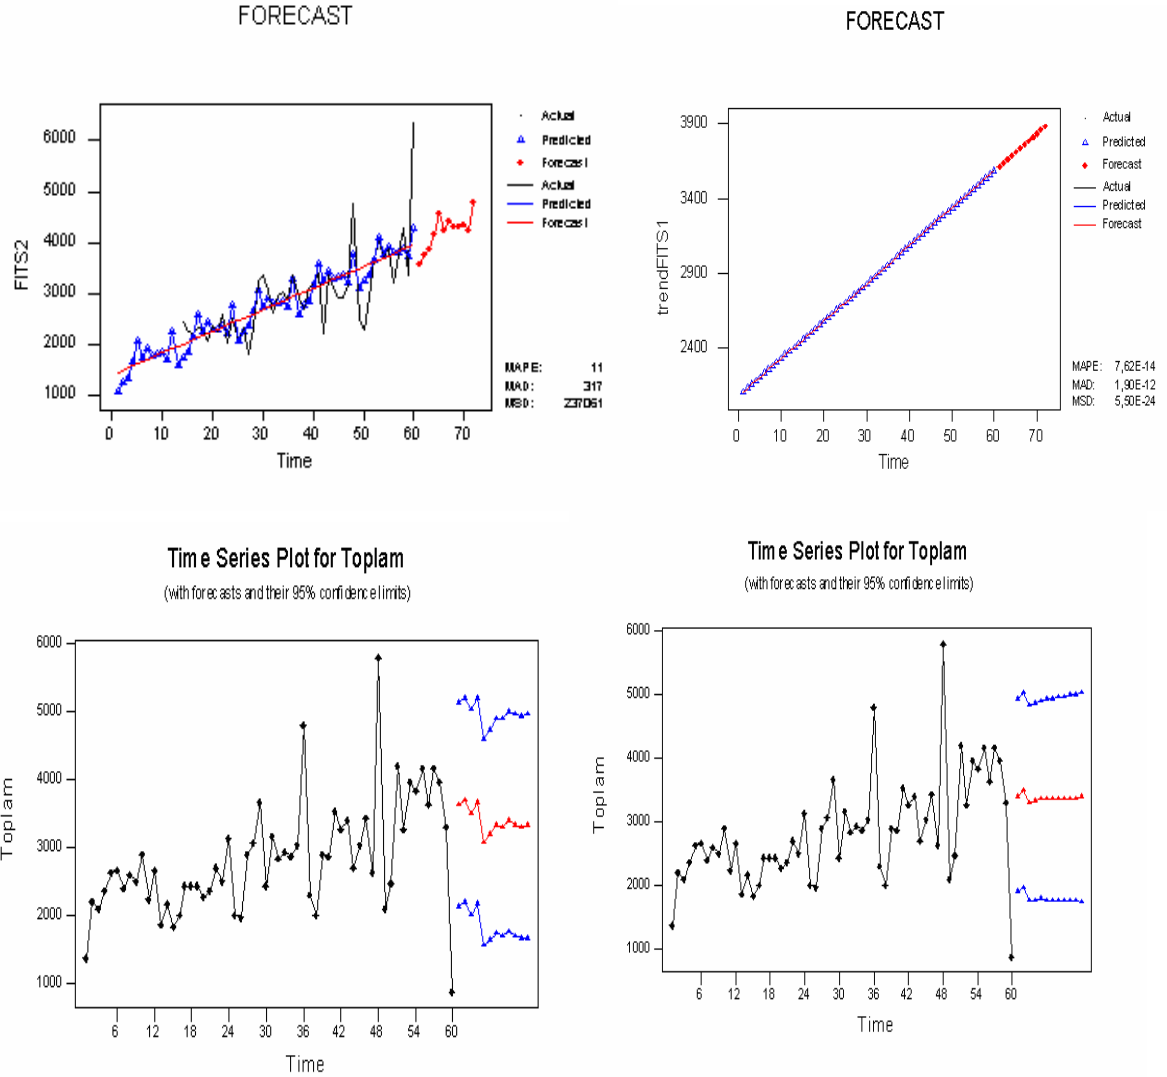 FORECAST
6000
5000
4000
3000
2000
1000
FITS2
0 10 20 30 40 50 60 70
Time
Actual
Predicted
Forecast
Actual
Predicted
Forecast
MAPE: 11
MAD: 317
MSD: 237061
FORECAST
3900
3400
2900
2400
trendFITS1
0 10 20 30 40 50 60 70
Time
Actual
Predicted
Forecast
Actual
Predicted
Forecast
MAPE: 7,62E-14
MAD: 1,90E-12
MSD: 5,50E-24
Time Series Plot for Toplam
(with forecasts and their 95% confidence limits)
6000
5000
4000
3000
2000
1000
Toplam
6 12 18 24 30 36 42 48 54 60
Time
Time Series Plot for Toplam
(with forecasts and their 95% confidence limits)
6000
5000
4000
3000
2000
1000
Toplam
6 12 18 24 30 36 42 48 54 60
Time